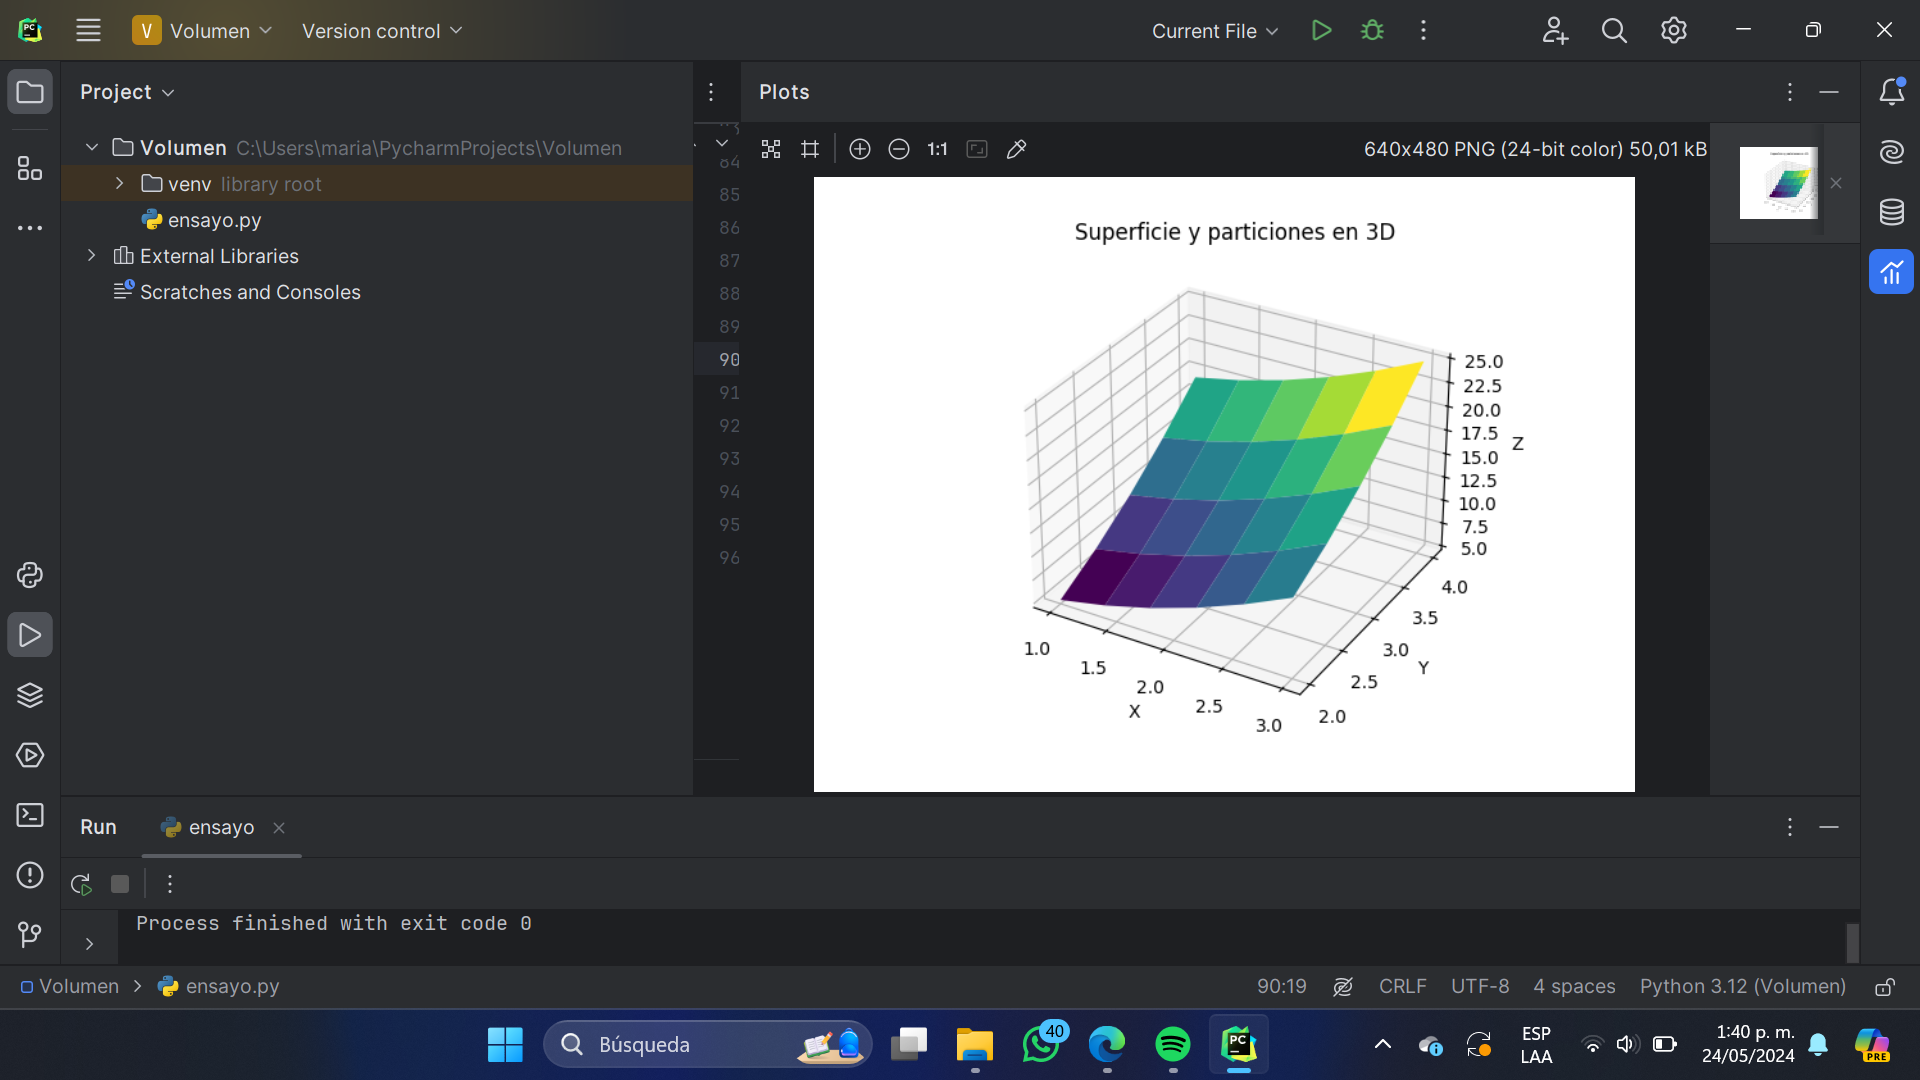 V Volumen Version control Current File
Project
Plots
Volumen C:\Users\maria\PycharmProjects\Volumen
1:1 640x480 PNG (24-bit color) 50,01 kB
venv library root
ensayo.py
External Libraries
Scratches and Consoles
84
85
86
87
88
89
90
91
92
93
94
95
96
Superficie y particiones en 3D
25.0
22.5
20.0
17.5
15.0
12.5
10.0
7.5
5.0
Z
4.0
3.5
3.0
2.5
2.0
Y
1.0
1.5
2.0
2.5
3.0
X
Run ensayo
Process finished with exit code 0
Volumen ensayo.py 90:19 CRLF UTF-8 4 spaces Python 3.12 (Volumen)
Búsqueda
40
PC
ESP
LAA
1:40 p. m.
24/05/2024
PRE